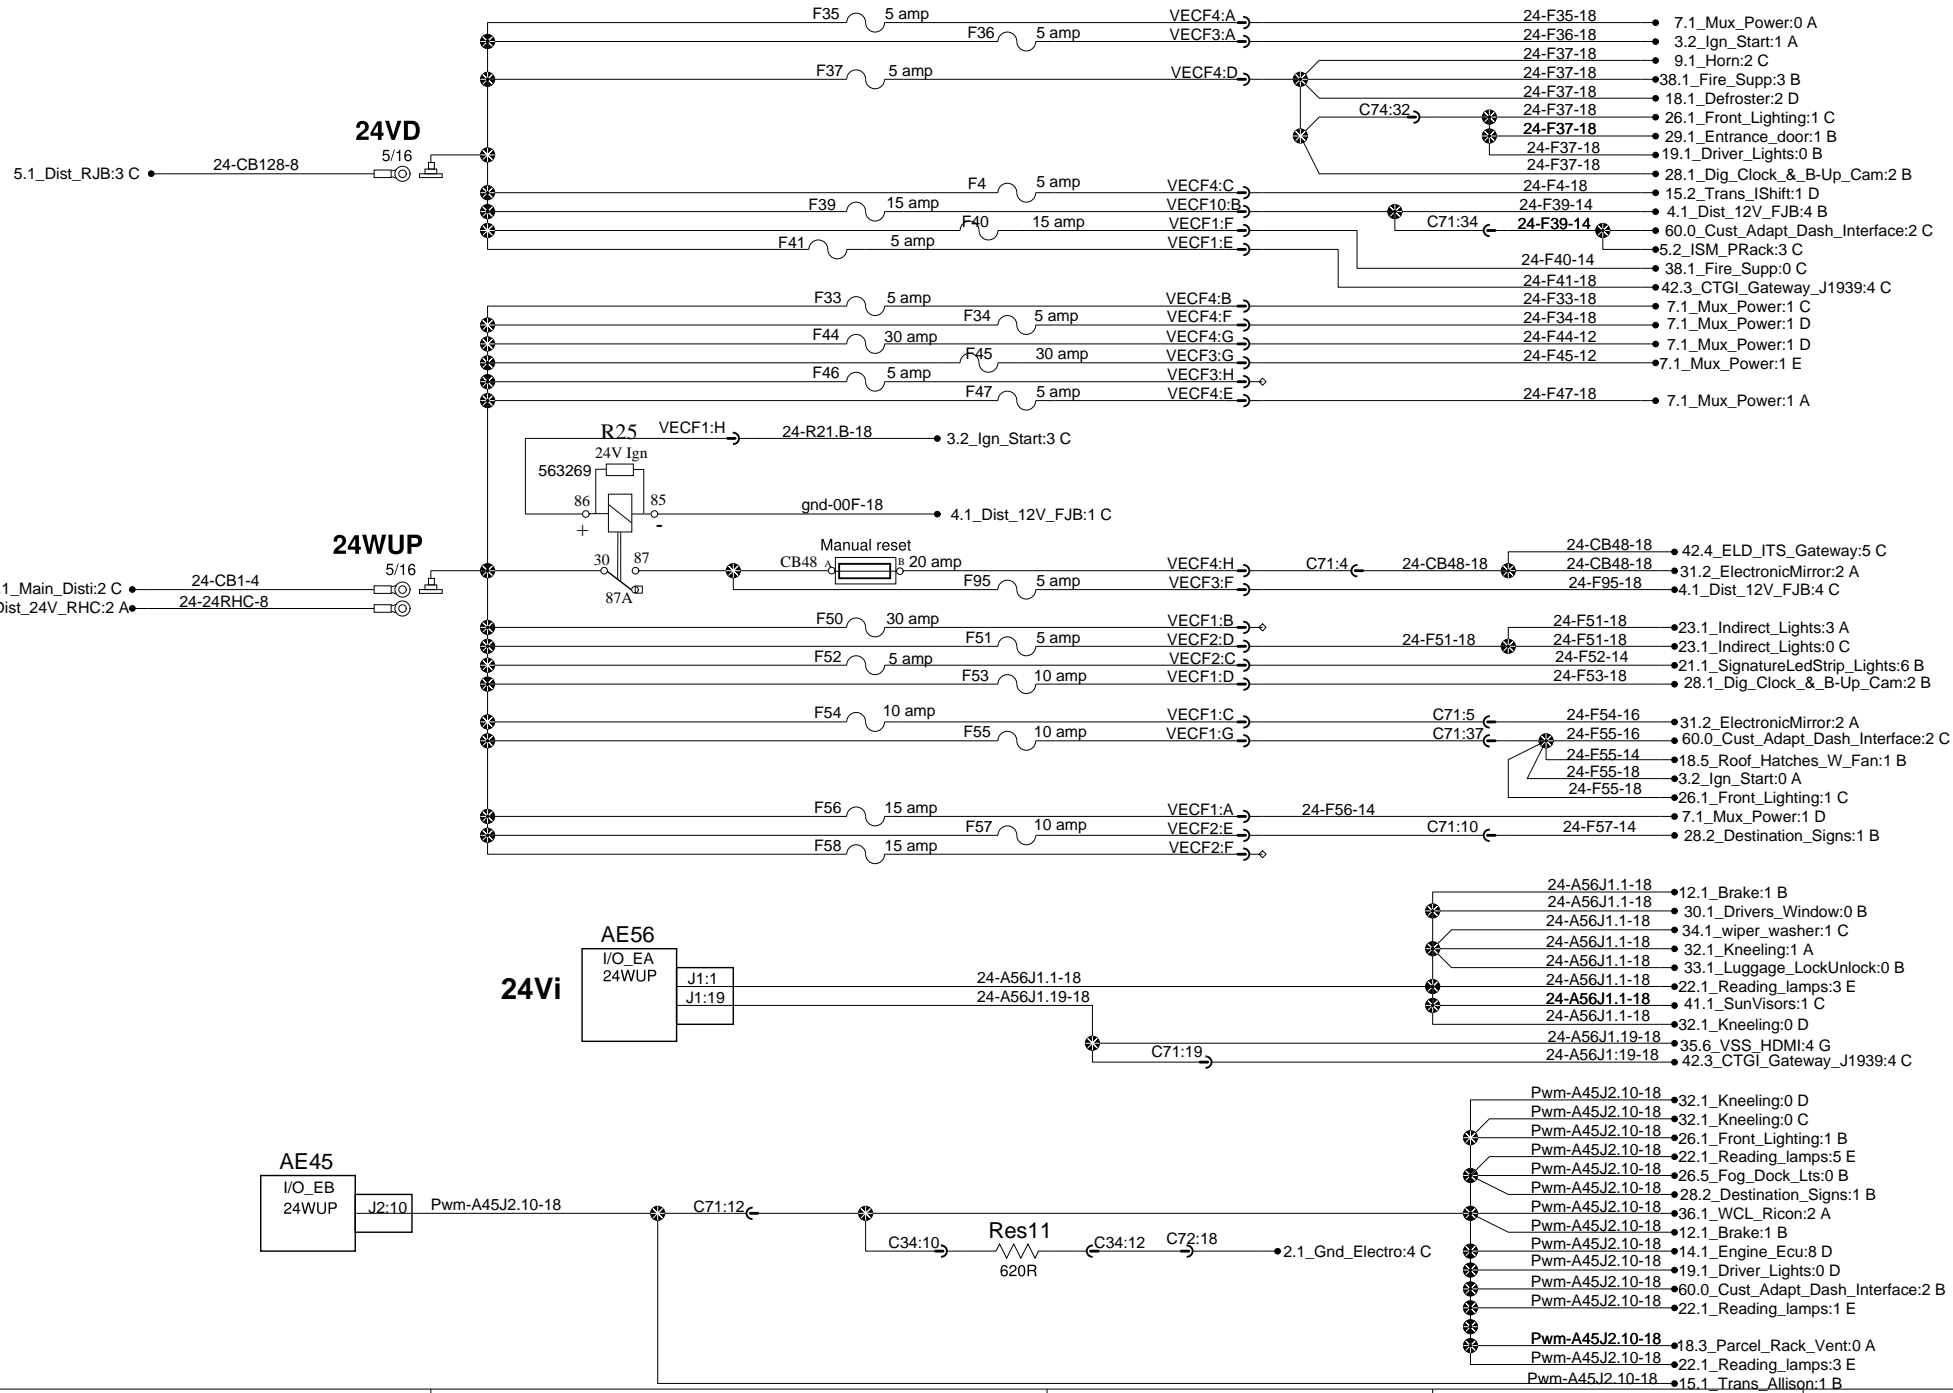 F35 5 amp VECF4:A 24-F35-18 7.1_Mux_Power:0 A
F36 5 amp VECF3:A 24-F36-18 3.2_Ign_Start:1 A
24-F37-18 9.1_Horn:2 C
F37 5 amp VECF4:D 24-F37-18 38.1_Fire_Supp:3 B
24-F37-18 18.1_Defroster:2 D
C74:32 24-F37-18 26.1_Front_Lighting:1 C
24VD 24-F37-18 29.1_Entrance_door:1 B
5/16 24-F37-18 19.1_Driver_Lights:0 B
5.1_Dist_RJB:3 C 24-CB128-8 24-F37-18 28.1_Dig_Clock_&_B-Up_Cam:2 B
F4 5 amp VECF4:C 24-F4-18 15.2_Trans_IShift:1 D
F39 15 amp VECF10:B 24-F39-14 4.1_Dist_12V_FJB:4 B
F40 15 amp VECF1:F C71:34 24-F39-14 60.0_Cust_Adapt_Dash_Interface:2 C
F41 5 amp VECF1:E 5.2_ISM_PRack:3 C
24-F40-14 38.1_Fire_Supp:0 C
24-F41-18 42.3_CTGI_Gateway_J1939:4 C
F33 5 amp VECF4:B 24-F33-18 7.1_Mux_Power:1 C
F34 5 amp VECF4:F 24-F34-18 7.1_Mux_Power:1 D
F44 30 amp VECF4:G 24-F44-12 7.1_Mux_Power:1 D
F45 30 amp VECF3:G 24-F45-12 7.1_Mux_Power:1 E
F46 5 amp VECF3:H
F47 5 amp VECF4:E 24-F47-18 7.1_Mux_Power:1 A
R25 VECF1:H 24-R21.B-18 3.2_Ign_Start:3 C
24V Ign
563269
86 85 gnd-00F-18 4.1_Dist_12V_FJB:1 C
+ -
24WUP Manual reset 24-CB48-18 42.4_ELD_ITS_Gateway:5 C
5/16 30 87 CB48 A B 20 amp VECF4:H C71:4 24-CB48-18 24-CB48-18 31.2_ElectronicMirror:2 A
.1_Main_Disti:2 C 24-CB1-4 F95 5 amp VECF3:F 24-F95-18 4.1_Dist_12V_FJB:4 C
87A
Dist_24V_RHC:2 A 24-24RHC-8
F50 30 amp VECF1:B 24-F51-18 23.1_Indirect_Lights:3 A
F51 5 amp VECF2:D 24-F51-18 24-F51-18 23.1_Indirect_Lights:0 C
F52 5 amp VECF2:C 24-F52-14 21.1_SignatureLedStrip_Lights:6 B
F53 10 amp VECF1:D 24-F53-18 28.1_Dig_Clock_&_B-Up_Cam:2 B
F54 10 amp VECF1:C C71:5 24-F54-16 31.2_ElectronicMirror:2 A
F55 10 amp VECF1:G C71:37 24-F55-16 60.0_Cust_Adapt_Dash_Interface:2 C
24-F55-14 18.5_Roof_Hatches_W_Fan:1 B
24-F55-18 3.2_Ign_Start:0 A
24-F55-18 26.1_Front_Lighting:1 C
F56 15 amp VECF1:A 24-F56-14 7.1_Mux_Power:1 D
F57 10 amp VECF2:E C71:10 24-F57-14 28.2_Destination_Signs:1 B
F58 15 amp VECF2:F
24-A56J1.1-18 12.1_Brake:1 B
24-A56J1.1-18 30.1_Drivers_Window:0 B
AE56 24-A56J1.1-18 34.1_wiper_washer:1 C
I/O_EA 24-A56J1.1-18 32.1_Kneeling:1 A
24WUP 24-A56J1.1-18 33.1_Luggage_LockUnlock:0 B
24Vi J1:1 24-A56J1.1-18 24-A56J1.1-18 22.1_Reading_lamps:3 E
J1:19 24-A56J1.19-18 24-A56J1.1-18 41.1_SunVisors:1 C
24-A56J1.1-18 32.1_Kneeling:0 D
24-A56J1.19-18 35.6_VSS_HDMI:4 G
C71:19 24-A56J1:19-18 42.3_CTGI_Gateway_J1939:4 C
Pwm-A45J2.10-18 32.1_Kneeling:0 D
Pwm-A45J2.10-18 32.1_Kneeling:0 C
Pwm-A45J2.10-18 26.1_Front_Lighting:1 B
AE45 Pwm-A45J2.10-18 22.1_Reading_lamps:5 E
I/O_EB Pwm-A45J2.10-18 26.5_Fog_Dock_Lts:0 B
24WUP Pwm-A45J2.10-18 28.2_Destination_Signs:1 B
J2:10 Pwm-A45J2.10-18 C71:12 Pwm-A45J2.10-18 36.1_WCL_Ricon:2 A
Res11 Pwm-A45J2.10-18 12.1_Brake:1 B
C34:10 C34:12 C72:18 2.1_Gnd_Electro:4 C Pwm-A45J2.10-18 14.1_Engine_Ecu:8 D
620R Pwm-A45J2.10-18 19.1_Driver_Lights:0 D
Pwm-A45J2.10-18 60.0_Cust_Adapt_Dash_Interface:2 B
Pwm-A45J2.10-18 22.1_Reading_lamps:1 E
Pwm-A45J2.10-18 18.3_Parcel_Rack_Vent:0 A
Pwm-A45J2.10-18 22.1_Reading_lamps:3 E
Pwm-A45J2.10-18 15.1_Trans_Allison:1 B